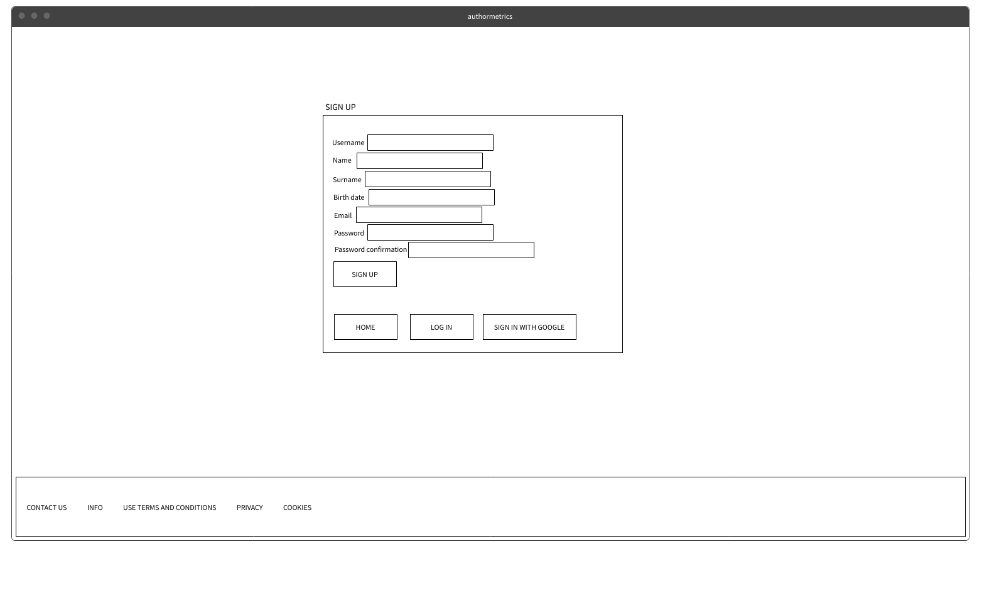 authormetrics
SIGN UP
Username
Name
Surname
Birth date
Email
Password
Password confirmation
SIGN UP
HOME LOG IN SIGN IN WITH GOOGLE
CONTACT US INFO USE TERMS AND CONDITIONS PRIVACY COOKIES